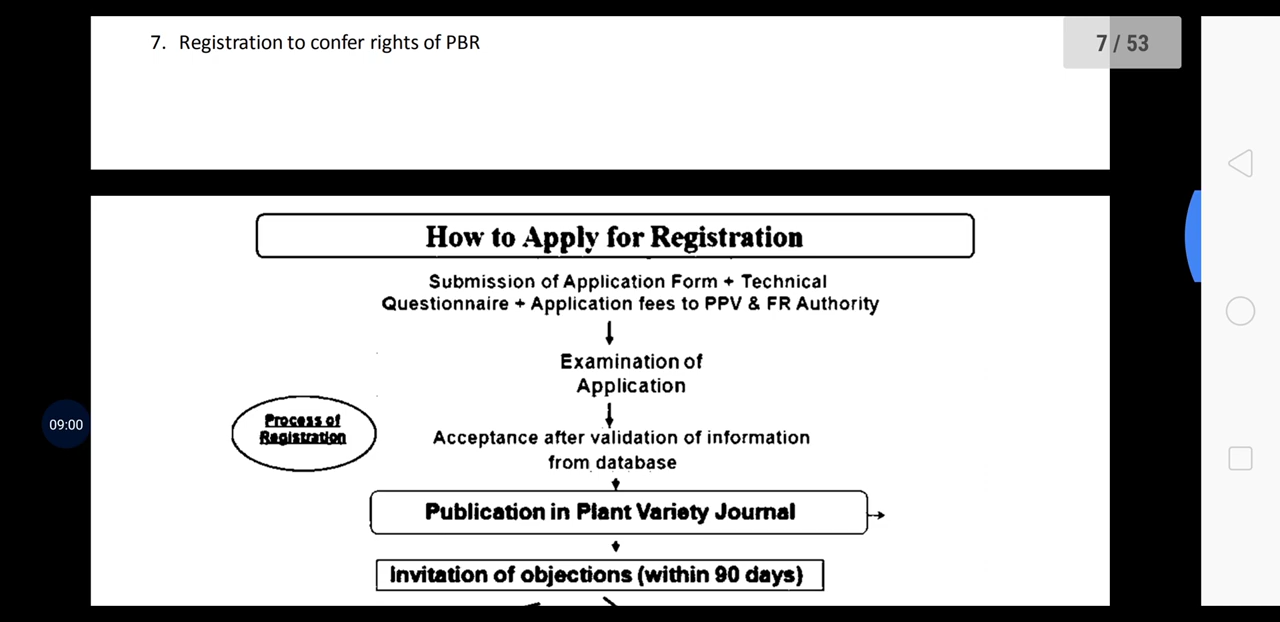 7. Registration to confer rights of PBR
7 / 53
How to Apply for Registration
Submission of Application Form + Technical
Questionnaire + Application fees to PPV & FR Authority
Examination of
Application
09:00
Process of
Registration
Acceptance after validation of information
from database
Publication in Plant Variety Journal
Invitation of objections (within 90 days)